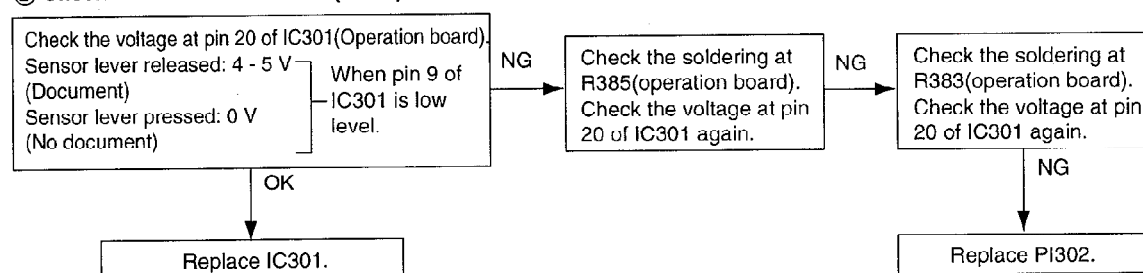 Check the voltage at pin 20 of IC301(Operation board).
Sensor lever released: 4 - 5 V
(Document)
Sensor lever pressed: 0 V
(No document)
When pin 9 of
IC301 is low
level.
NG
Check the soldering at
R385(operation board).
Check the voltage at pin
20 of IC301 again.
NG
Check the soldering at
R383(operation board).
Check the voltage at pin
20 of IC301 again.
OK
NG
Replace IC301.
Replace PI302.